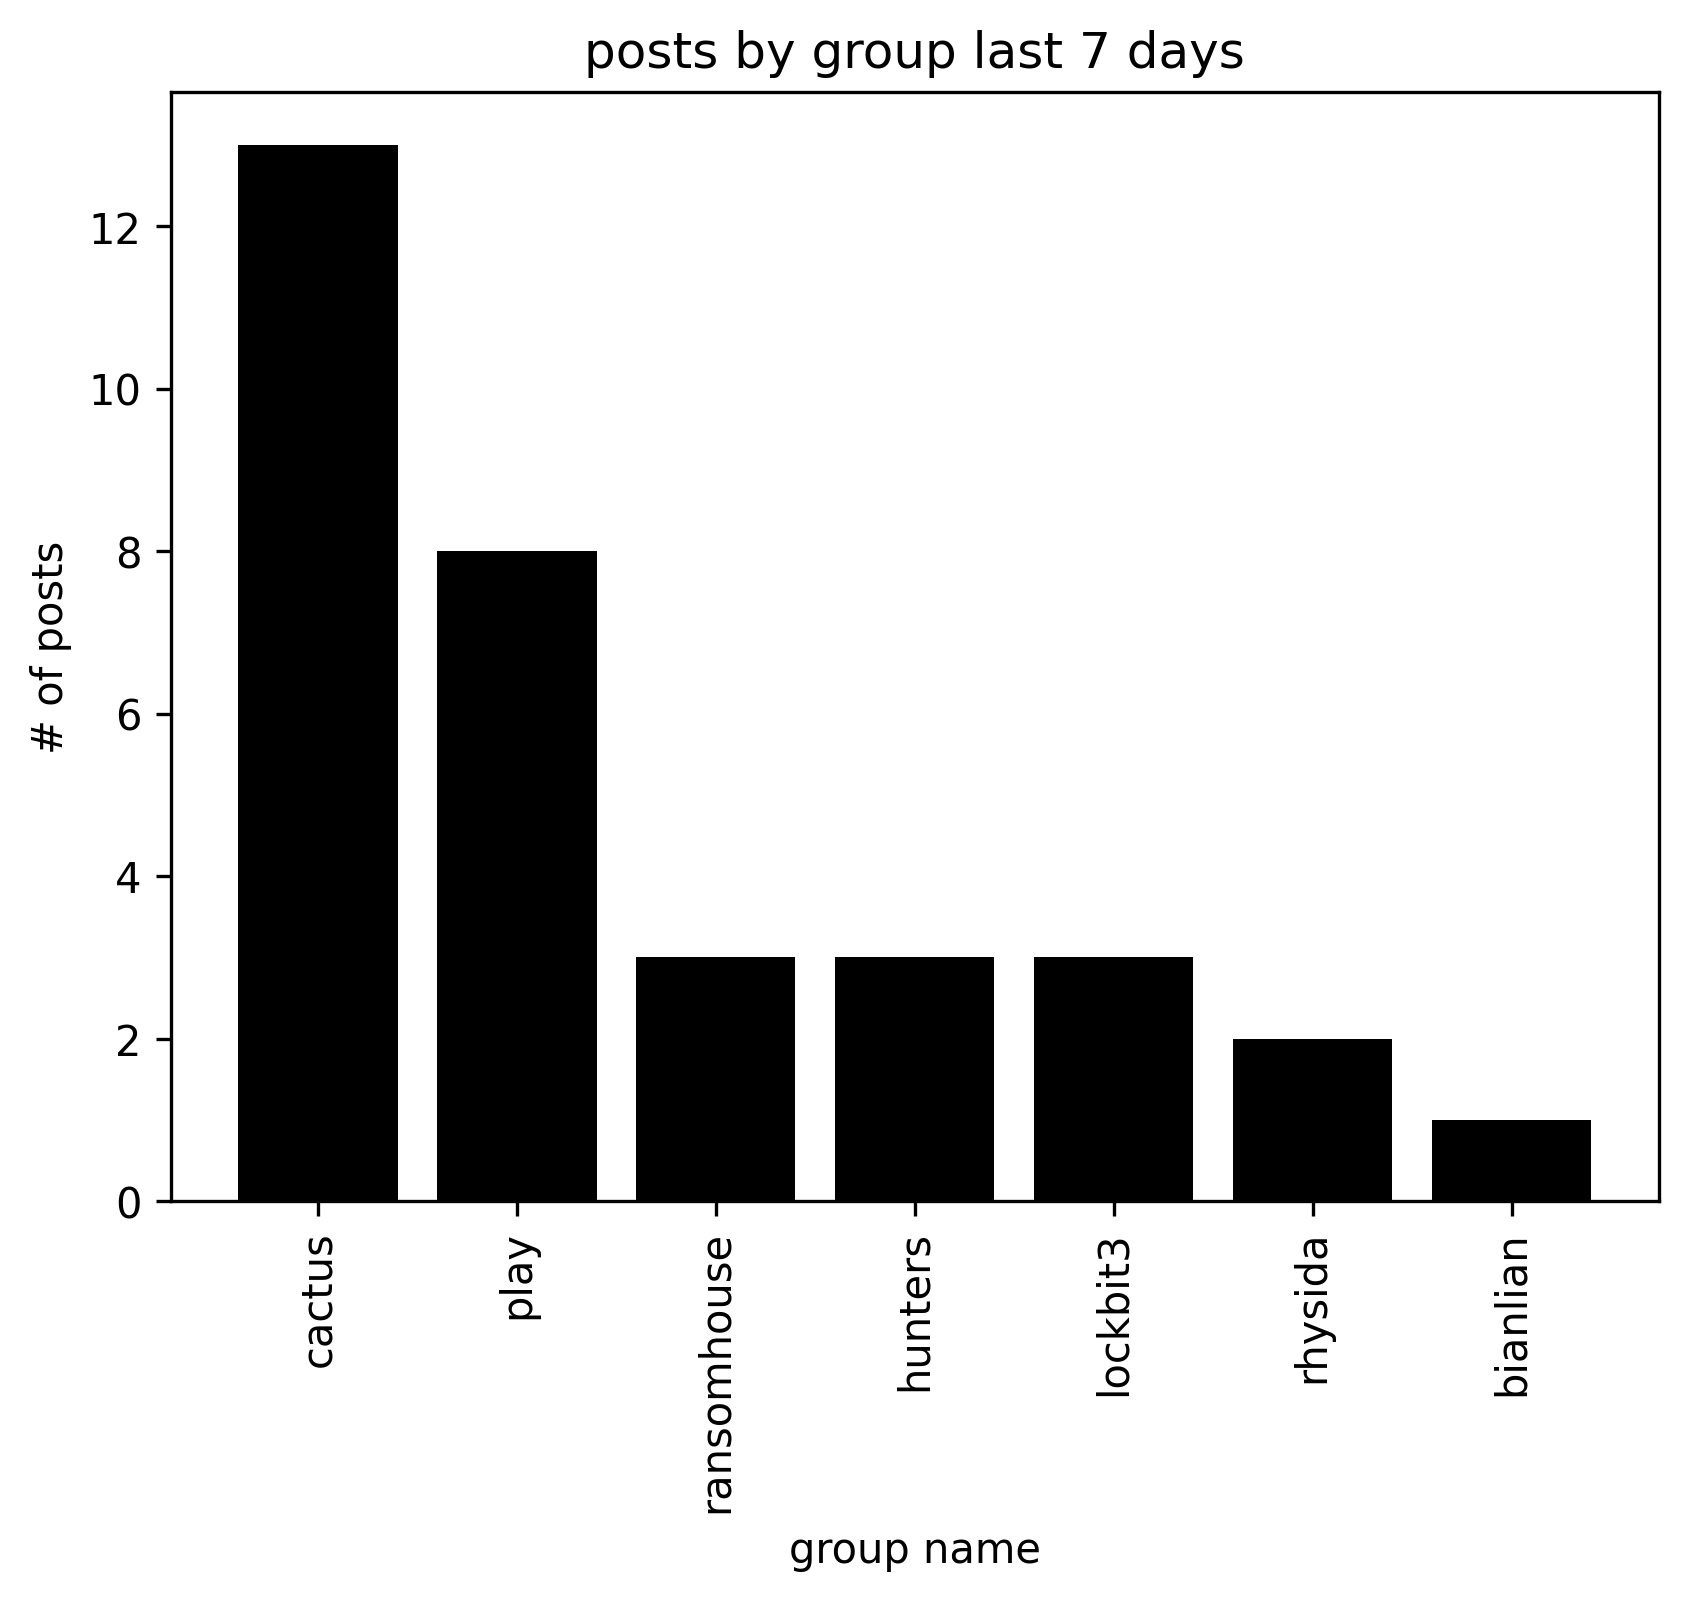 posts by group last 7 days
# of posts
12
10
8
6
4
2
0
cactus
play
ransomhouse
hunters
lockbit3
rhysida
bianlian
group name